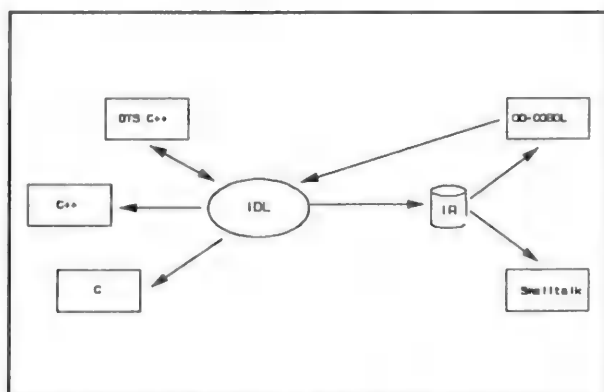 DTS C++
OO-COBOL
C++
IDL
IR
C
Smalltalk